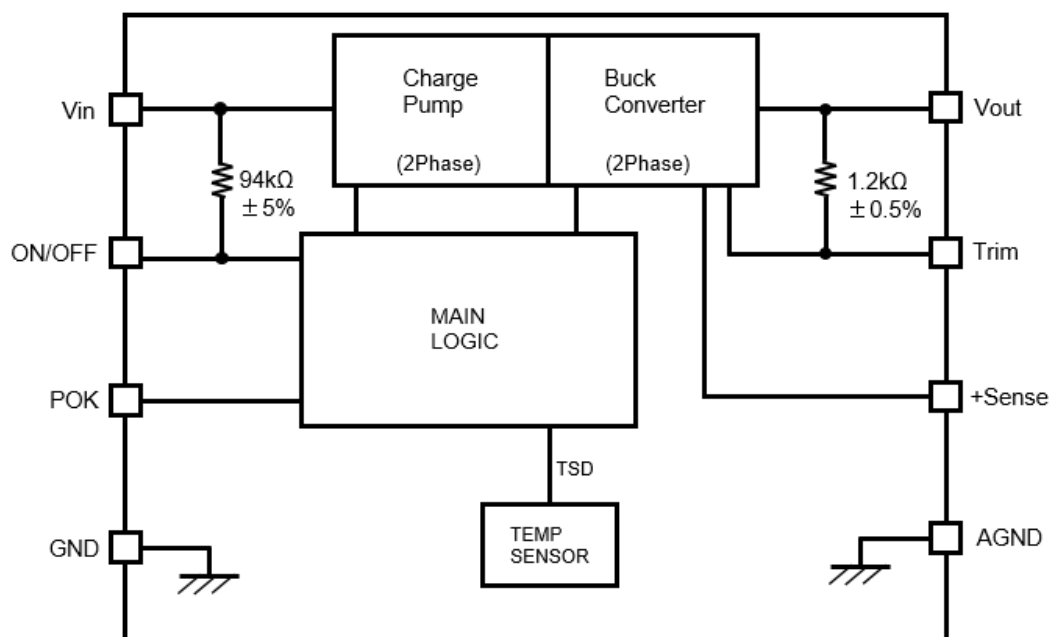 Charge
Pump
(2Phase)
Buck
Converter
(2Phase)
Vin
Vout
94kΩ
±5%
1.2kΩ
±0.5%
ON/OFF
Trim
MAIN
LOGIC
POK
+Sense
TSD
GND
TEMP
SENSOR
AGND